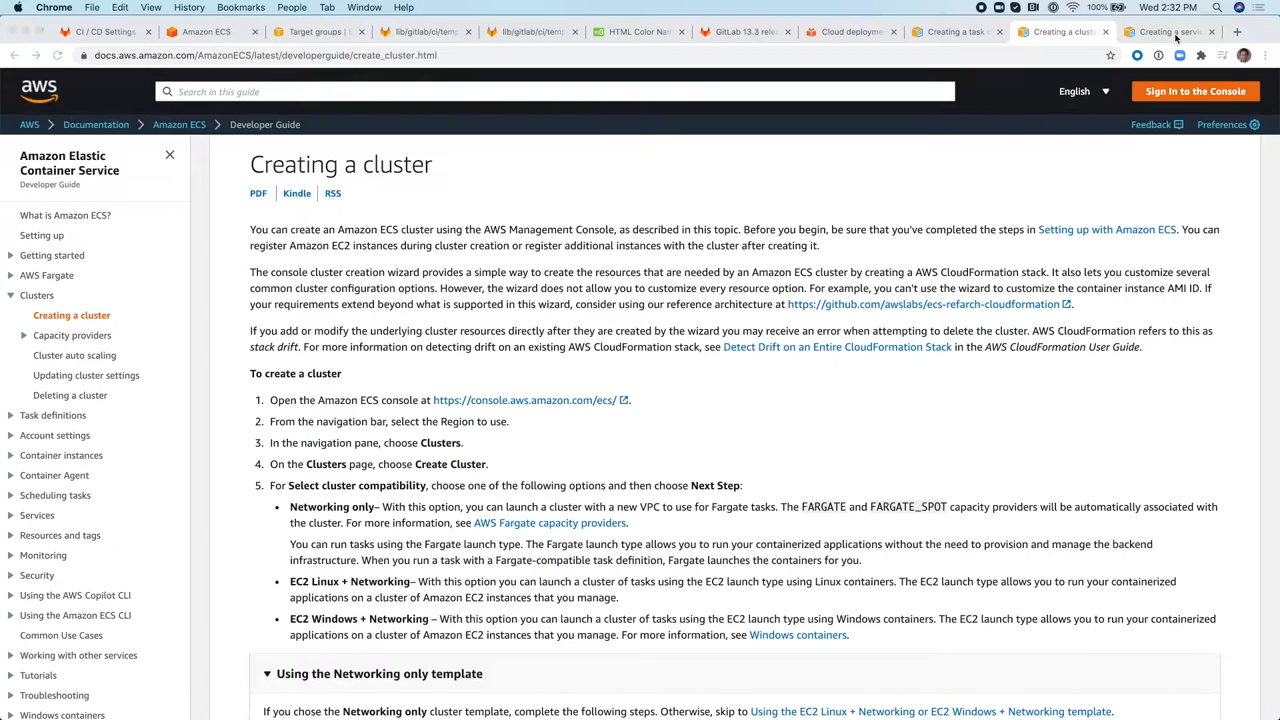 Chrome File Edit View History Bookmarks People Tab Window Help 100% Wed 2:32 PM
CI / CD Settings Amazon ECS Target groups | E lib/gitlab/ci/temp lib/gitlab/ci/temp HTML Color Nam GitLab 13.3 rele Cloud deployme Creating a task d Creating a cluste Creating a servic
docs.aws.amazon.com/AmazonECS/latest/developerguide/create_cluster.html
aws Search in this guide English Sign In to the Console
AWS Documentation Amazon ECS Developer Guide Feedback Preferences
Amazon Elastic
Container Service
Developer Guide
What is Amazon ECS?
Setting up
Getting started
AWS Fargate
Clusters
Creating a cluster
Capacity providers
Cluster auto scaling
Updating cluster settings
Deleting a cluster
Task definitions
Account settings
Container instances
Container Agent
Scheduling tasks
Services
Resources and tags
Monitoring
Security
Using the AWS Copilot CLI
Using the Amazon ECS CLI
Common Use Cases
Working with other services
Tutorials
Troubleshooting
Windows containers
Creating a cluster
PDF Kindle RSS
You can create an Amazon ECS cluster using the AWS Management Console, as described in this topic. Before you begin, be sure that you've completed the steps in Setting up with Amazon ECS. You can
register Amazon EC2 instances during cluster creation or register additional instances with the cluster after creating it.
The console cluster creation wizard provides a simple way to create the resources that are needed by an Amazon ECS cluster by creating a AWS CloudFormation stack. It also lets you customize several
common cluster configuration options. However, the wizard does not allow you to customize every resource option. For example, you can't use the wizard to customize the container instance AMI ID. If
your requirements extend beyond what is supported in this wizard, consider using our reference architecture at https://github.com/awslabs/ecs-refarch-cloudformation.
If you add or modify the underlying cluster resources directly after they are created by the wizard you may receive an error when attempting to delete the cluster. AWS CloudFormation refers to this as
stack drift. For more information on detecting drift on an existing AWS CloudFormation stack, see Detect Drift on an Entire CloudFormation Stack in the AWS CloudFormation User Guide.
To create a cluster
1. Open the Amazon ECS console at https://console.aws.amazon.com/ecs/.
2. From the navigation bar, select the Region to use.
3. In the navigation pane, choose Clusters.
4. On the Clusters page, choose Create Cluster.
5. For Select cluster compatibility, choose one of the following options and then choose Next Step:
• Networking only– With this option, you can launch a cluster with a new VPC to use for Fargate tasks. The FARGATE and FARGATE_SPOT capacity providers will be automatically associated with
the cluster. For more information, see AWS Fargate capacity providers.
You can run tasks using the Fargate launch type. The Fargate launch type allows you to run your containerized applications without the need to provision and manage the backend
infrastructure. When you run a task with a Fargate-compatible task definition, Fargate launches the containers for you.
• EC2 Linux + Networking– With this option you can launch a cluster of tasks using the EC2 launch type using Linux containers. The EC2 launch type allows you to run your containerized
applications on a cluster of Amazon EC2 instances that you manage.
• EC2 Windows + Networking – With this option you can launch a cluster of tasks using the EC2 launch type using Windows containers. The EC2 launch type allows you to run your containerized
applications on a cluster of Amazon EC2 instances that you manage. For more information, see Windows containers.
Using the Networking only template
If you chose the Networking only cluster template, complete the following steps. Otherwise, skip to Using the EC2 Linux + Networking or EC2 Windows + Networking template.